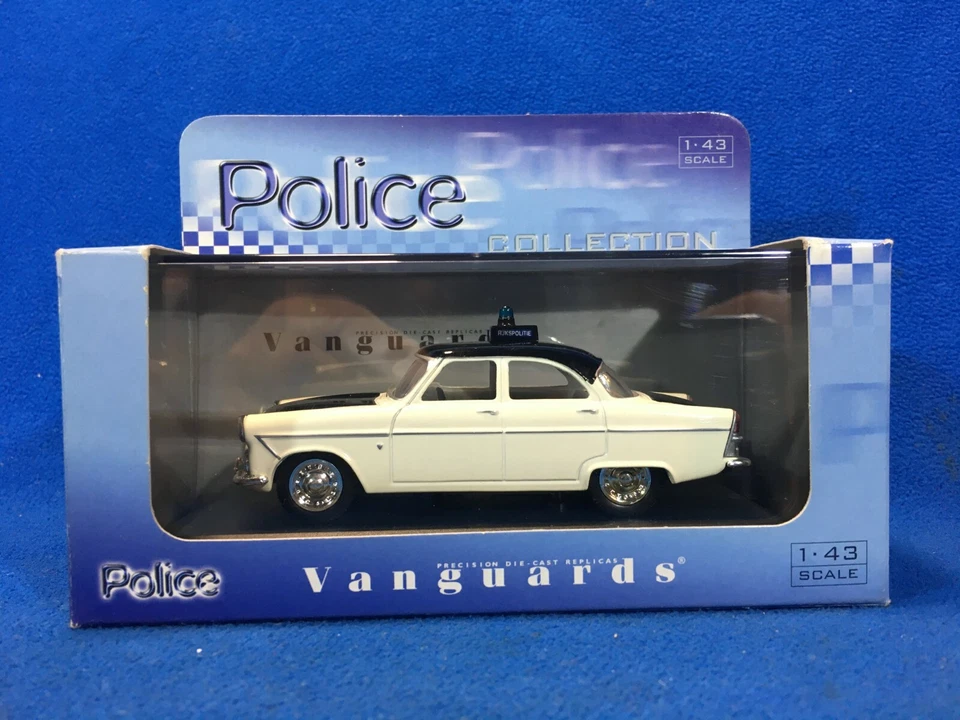 1·43
SCALE
Police
Police
COLLECTION
PRECISION DIE-CAST REPLICAS
Vanguards
RIJKSPOLITIE
Police
PRECISION DIE-CAST REPLICAS
Vanguards®
1·43
SCALE